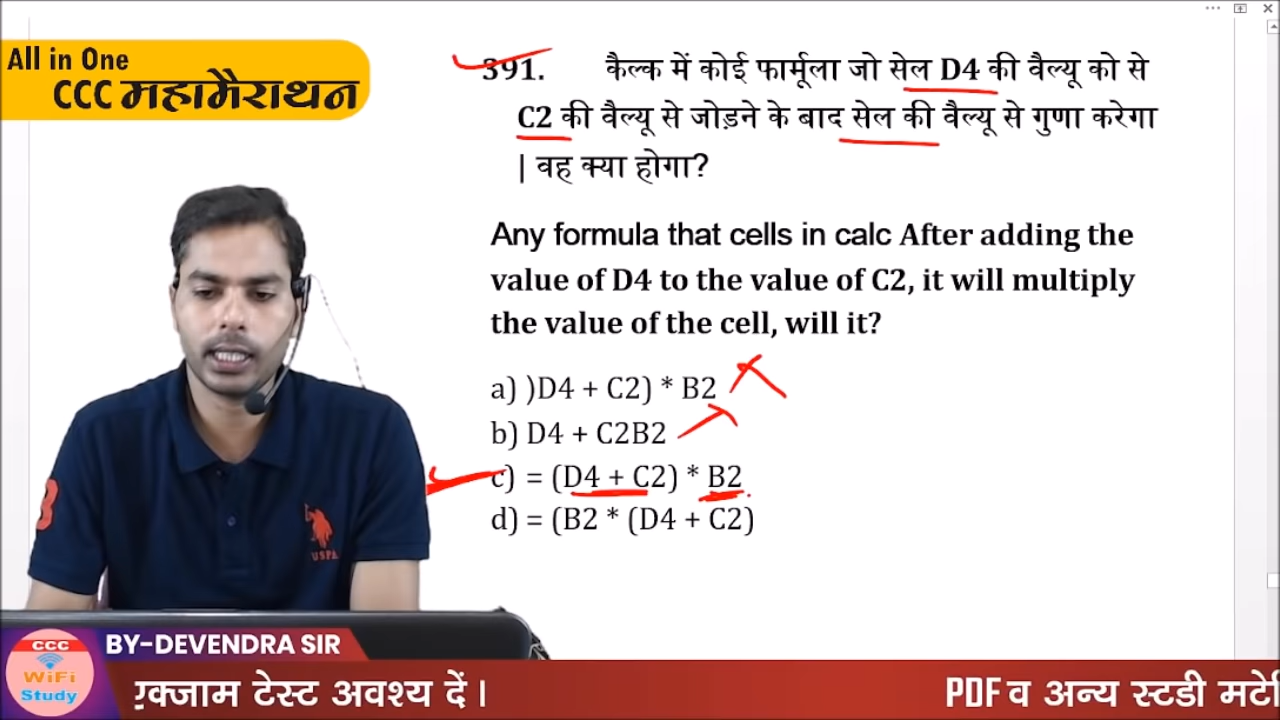 All in One
CCC महामैराथन
391. कैल्क में कोई फार्मूला जो सेल D4 की वैल्यू को से
C2 की वैल्यू से जोड़ने के बाद सेल की वैल्यू से गुणा करेगा
| वह क्या होगा?
Any formula that cells in calc After adding the
value of D4 to the value of C2, it will multiply
the value of the cell, will it?
a) )D4 + C2) * B2
b) D4 + C2B2
c) = (D4 + C2) * B2
d) = (B2 * (D4 + C2)
USPA
BY-DEVENDRA SIR
CCC
WiFi
Study
एक्जाम टेस्ट अवश्य दें।
PDF व अन्य स्टडी मटे